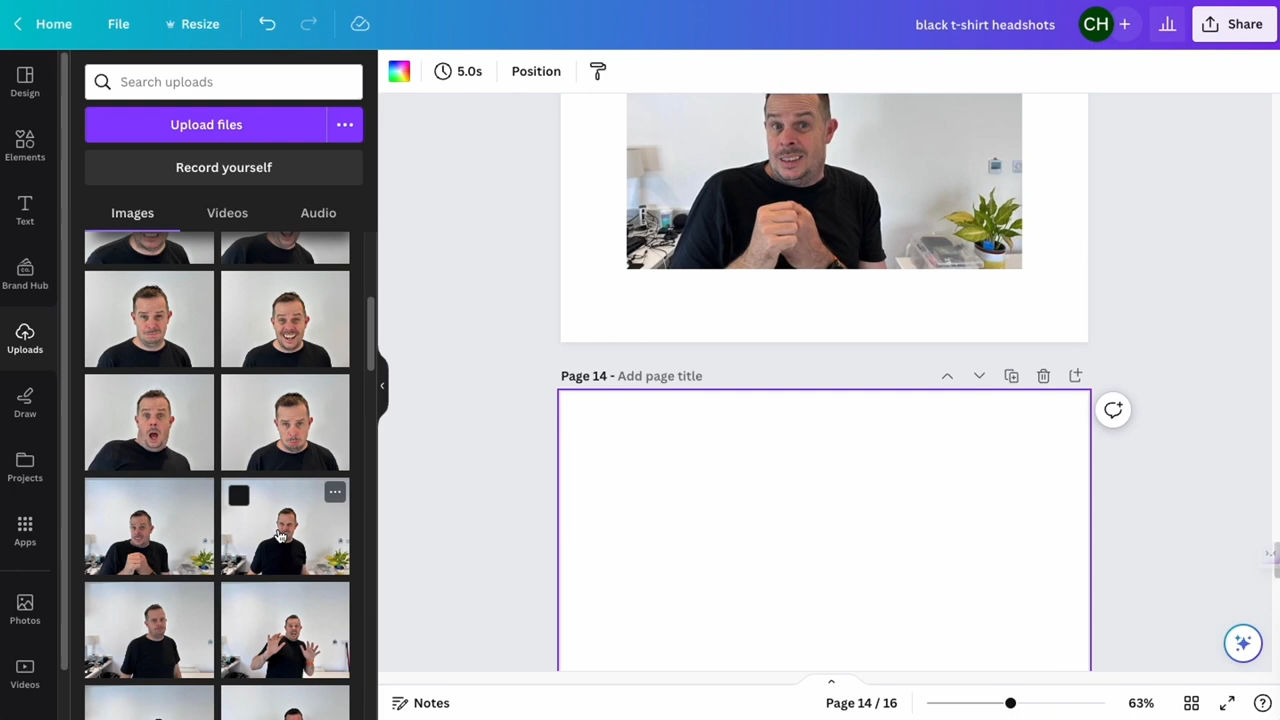 Home
File
Resize
black t-shirt headshots
CH
Share
Search uploads
5.0s
Position
Design
Upload files
Elements
Record yourself
Text
Images
Videos
Audio
Brand Hub
Uploads
Page 14 - Add page title
Draw
Projects
Apps
Photos
Videos
Notes
Page 14 / 16
63%